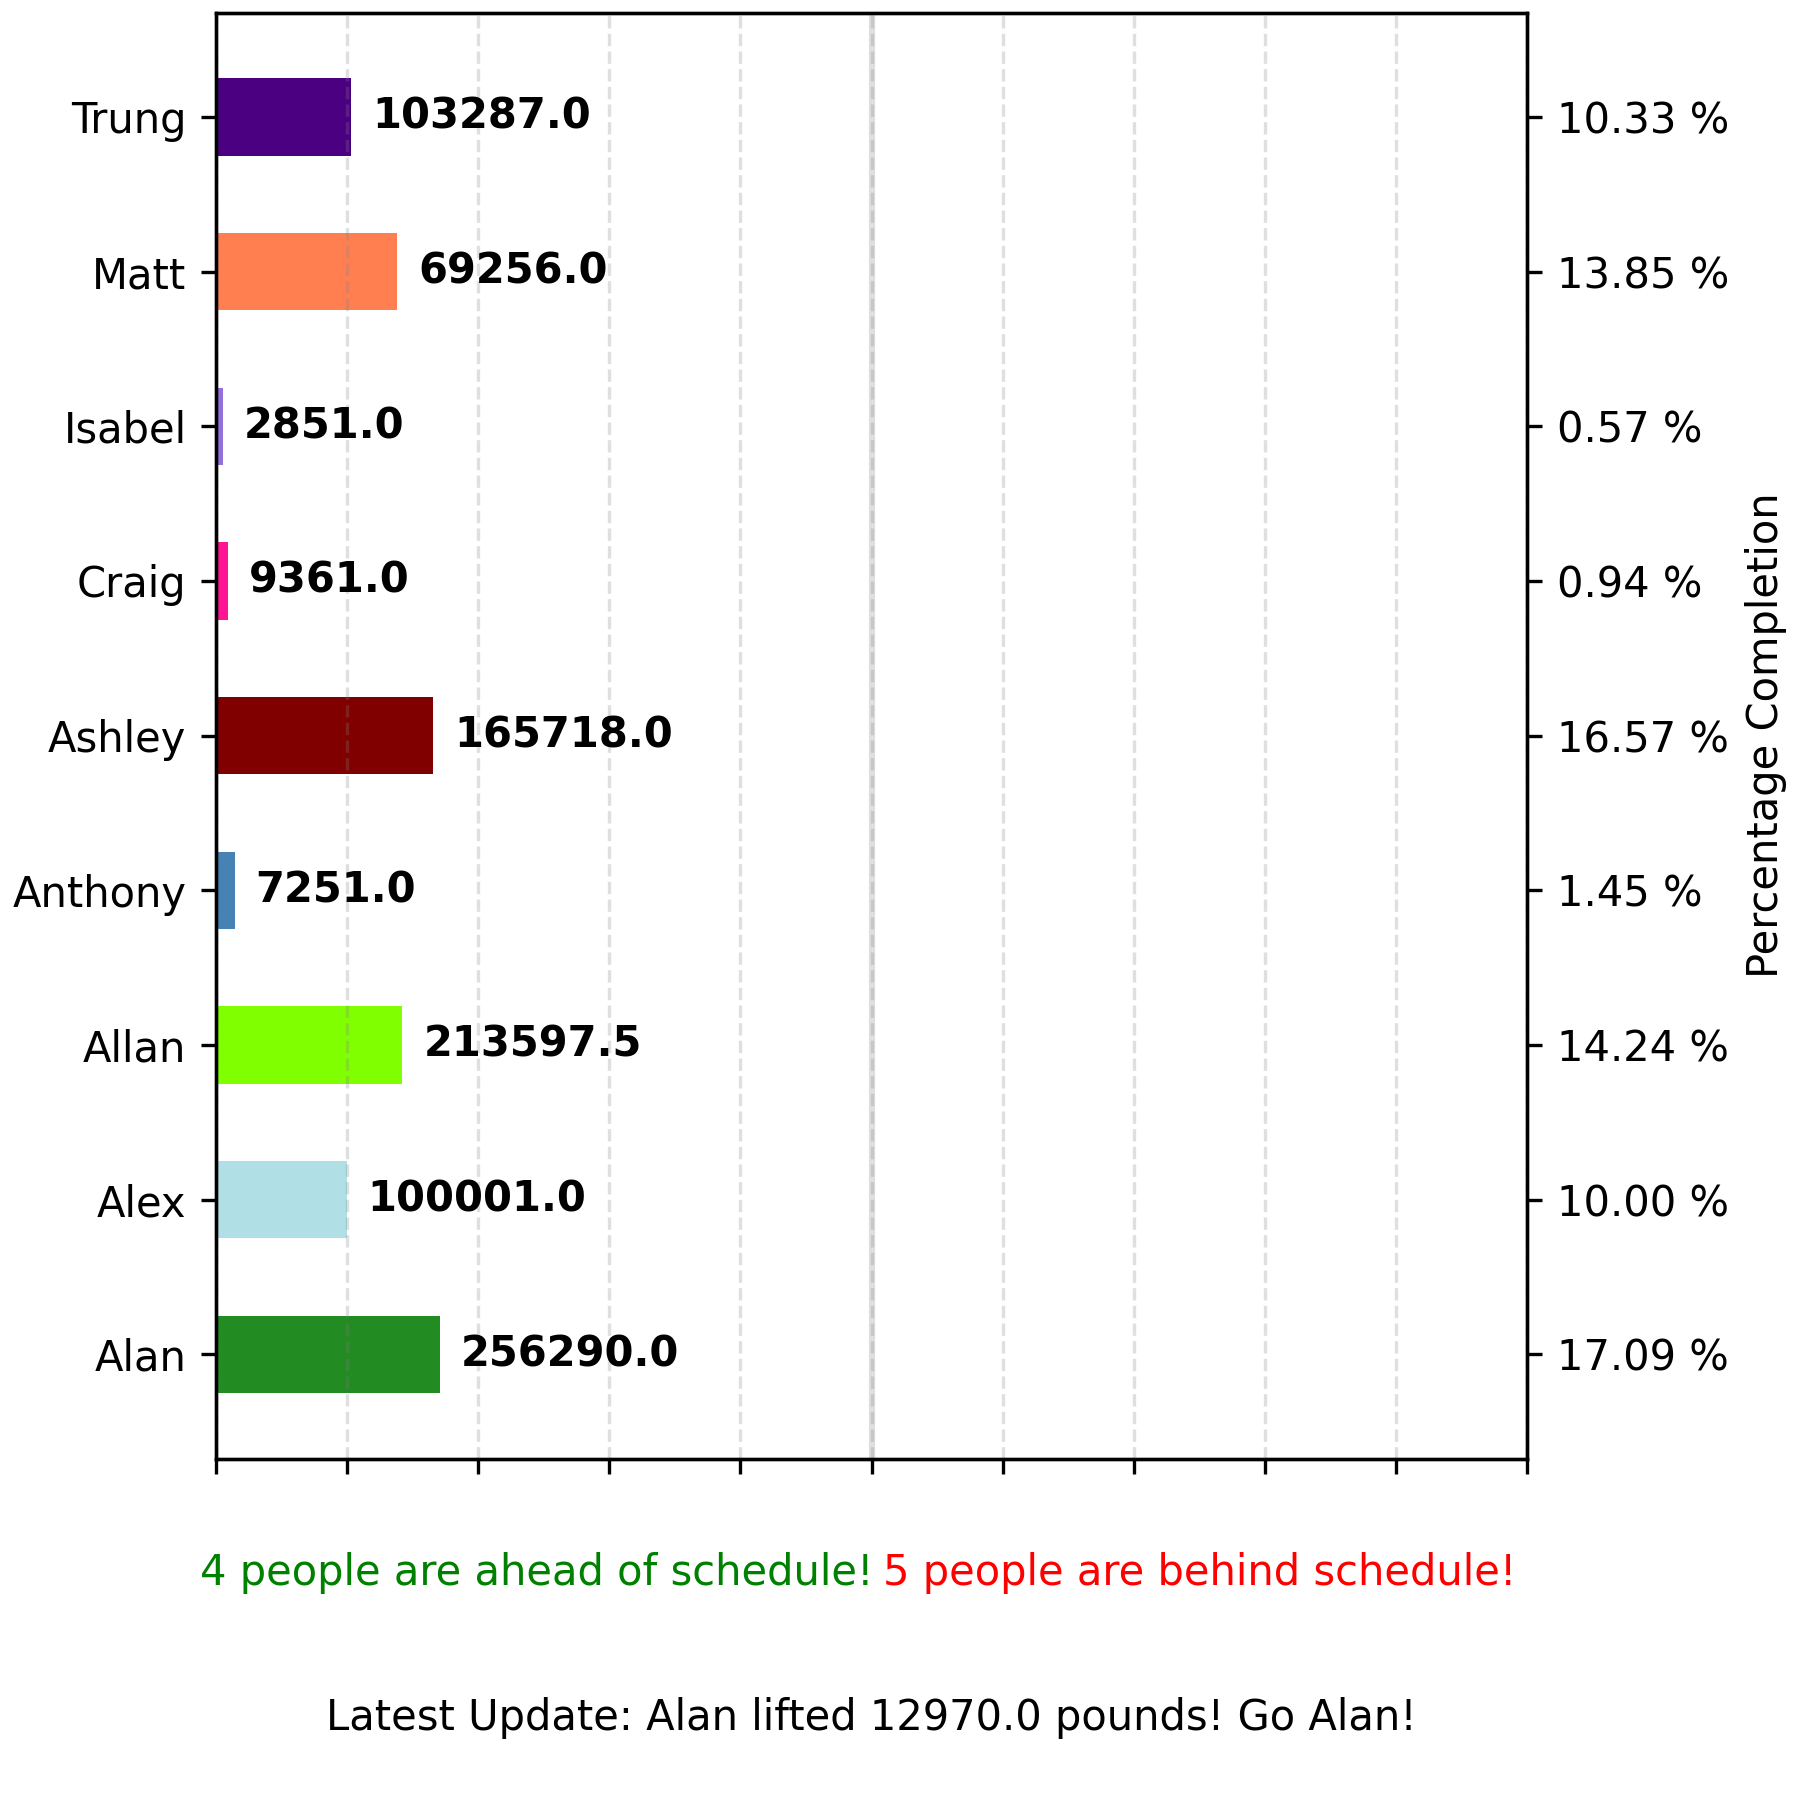 Trung 103287.0 10.33 %
Matt 69256.0 13.85 %
Isabel 2851.0 0.57 %
Craig 9361.0 0.94 %
Ashley 165718.0 16.57 %
Anthony 7251.0 1.45 %
Allan 213597.5 14.24 %
Alex 100001.0 10.00 %
Alan 256290.0 17.09 %
Percentage Completion
4 people are ahead of schedule! 5 people are behind schedule!
Latest Update: Alan lifted 12970.0 pounds! Go Alan!